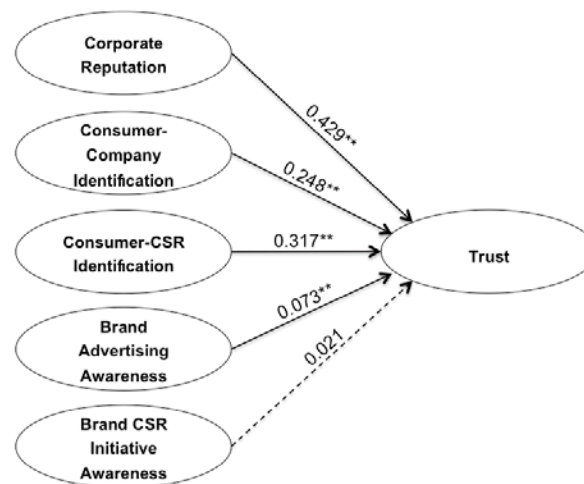 Corporate
Reputation
0.429**
Consumer-
Company
Identification
0.248**
Consumer-CSR
Identification
0.317**
Trust
Brand
Advertising
Awareness
0.073**
0.021
Brand CSR
Initiative
Awareness